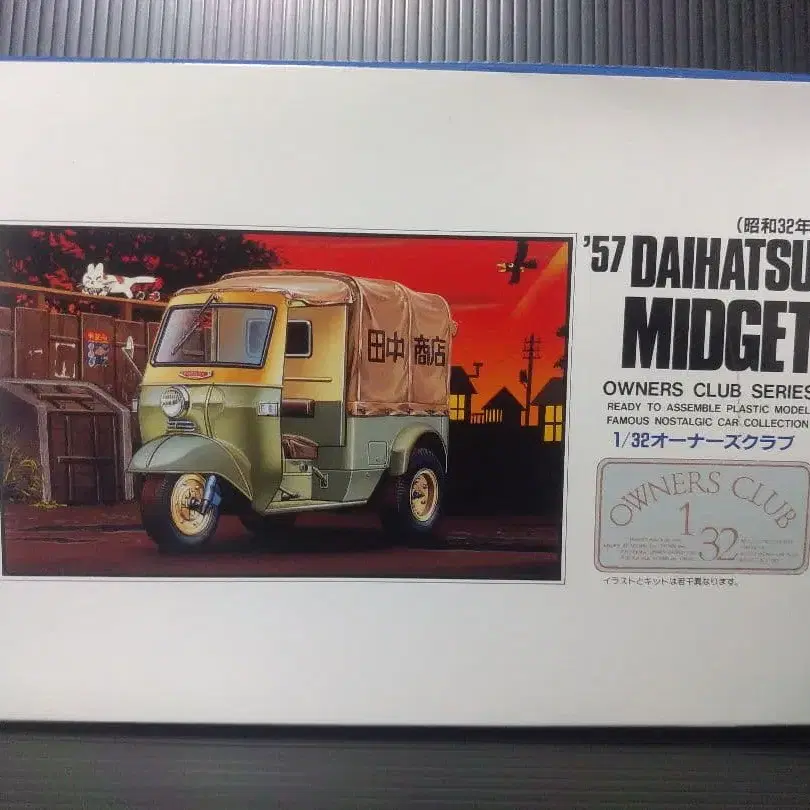 (昭和32年
'57 DAIHATSU
MIDGET
OWNERS CLUB SERIES
READY TO ASSEMBLE PLASTIC MODEL
FAMOUS NOSTALGIC CAR COLLECTION
1/32オーナーズクラブ
OWNERS CLUB
1
32
イラストとキットは若干異なります。
田中 商店